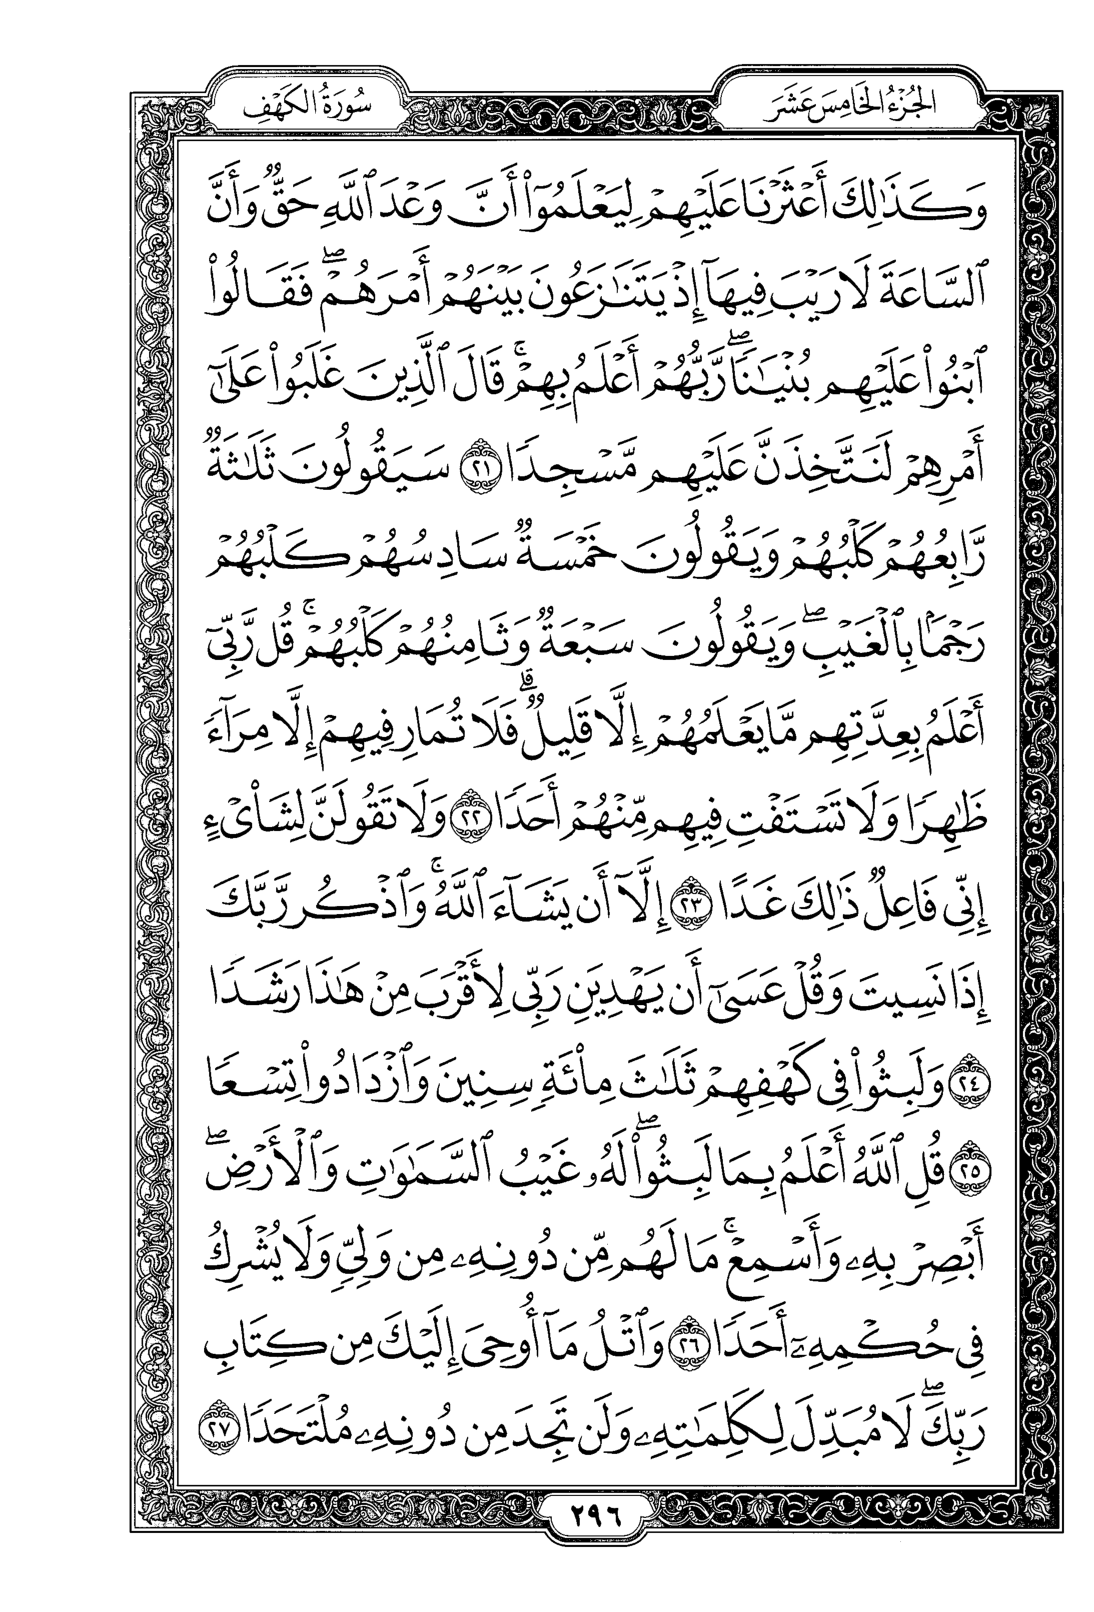 الجُزْءُ الخَامِسَ عَشَرَ
سُورَةُ الكَهْفِ
وَكَذَٰلِكَ أَعْثَرْنَا عَلَيْهِمْ لِيَعْلَمُوٓا۟ أَنَّ وَعْدَ ٱللَّهِ حَقٌّ وَأَنَّ
ٱلسَّاعَةَ لَا رَيْبَ فِيهَآ إِذْ يَتَنَٰزَعُونَ بَيْنَهُمْ أَمْرَهُمْ ۖ فَقَالُوا۟
ٱبْنُوا۟ عَلَيْهِم بُنْيَٰنًا ۖ رَّبُّهُمْ أَعْلَمُ بِهِمْ ۚ قَالَ ٱلَّذِينَ غَلَبُوا۟ عَلَىٰٓ
أَمْرِهِمْ لَنَتَّخِذَنَّ عَلَيْهِم مَّسْجِدًا ٢١ سَيَقُولُونَ ثَلَٰثَةٌ
رَّابِعُهُمْ كَلْبُهُمْ وَيَقُولُونَ خَمْسَةٌ سَادِسُهُمْ كَلْبُهُمْ
رَجْمًۢا بِٱلْغَيْبِ ۖ وَيَقُولُونَ سَبْعَةٌ وَثَامِنُهُمْ كَلْبُهُمْ ۚ قُل رَّبِّىٓ
أَعْلَمُ بِعِدَّتِهِم مَّا يَعْلَمُهُمْ إِلَّا قَلِيلٌ ۗ فَلَا تُمَارِ فِيهِمْ إِلَّا مِرَآءً
ظَٰهِرًا وَلَا تَسْتَفْتِ فِيهِم مِّنْهُمْ أَحَدًا ٢٢ وَلَا تَقُولَنَّ لِشَا۟ىْءٍ
إِنِّى فَاعِلٌ ذَٰلِكَ غَدًا ٢٣ إِلَّآ أَن يَشَآءَ ٱللَّهُ ۚ وَٱذْكُر رَّبَّكَ
إِذَا نَسِيتَ وَقُلْ عَسَىٰٓ أَن يَهْدِيَنِ رَبِّى لِأَقْرَبَ مِنْ هَٰذَا رَشَدًا
٢٤ وَلَبِثُوا۟ فِى كَهْفِهِمْ ثَلَٰثَ مِا۟ئَةٍ سِنِينَ وَٱزْدَادُوا۟ تِسْعًا
٢٥ قُلِ ٱللَّهُ أَعْلَمُ بِمَا لَبِثُوا۟ ۖ لَهُۥ غَيْبُ ٱلسَّمَٰوَٰتِ وَٱلْأَرْضِ ۖ
أَبْصِرْ بِهِۦ وَأَسْمِعْ ۚ مَا لَهُم مِّن دُونِهِۦ مِن وَلِىٍّ وَلَا يُشْرِكُ
فِى حُكْمِهِۦٓ أَحَدًا ٢٦ وَٱتْلُ مَآ أُوحِىَ إِلَيْكَ مِن كِتَابِ
رَبِّكَ ۖ لَا مُبَدِّلَ لِكَلِمَٰتِهِۦ وَلَن تَجِدَ مِن دُونِهِۦ مُلْتَحَدًا ٢٧
٢٩٦